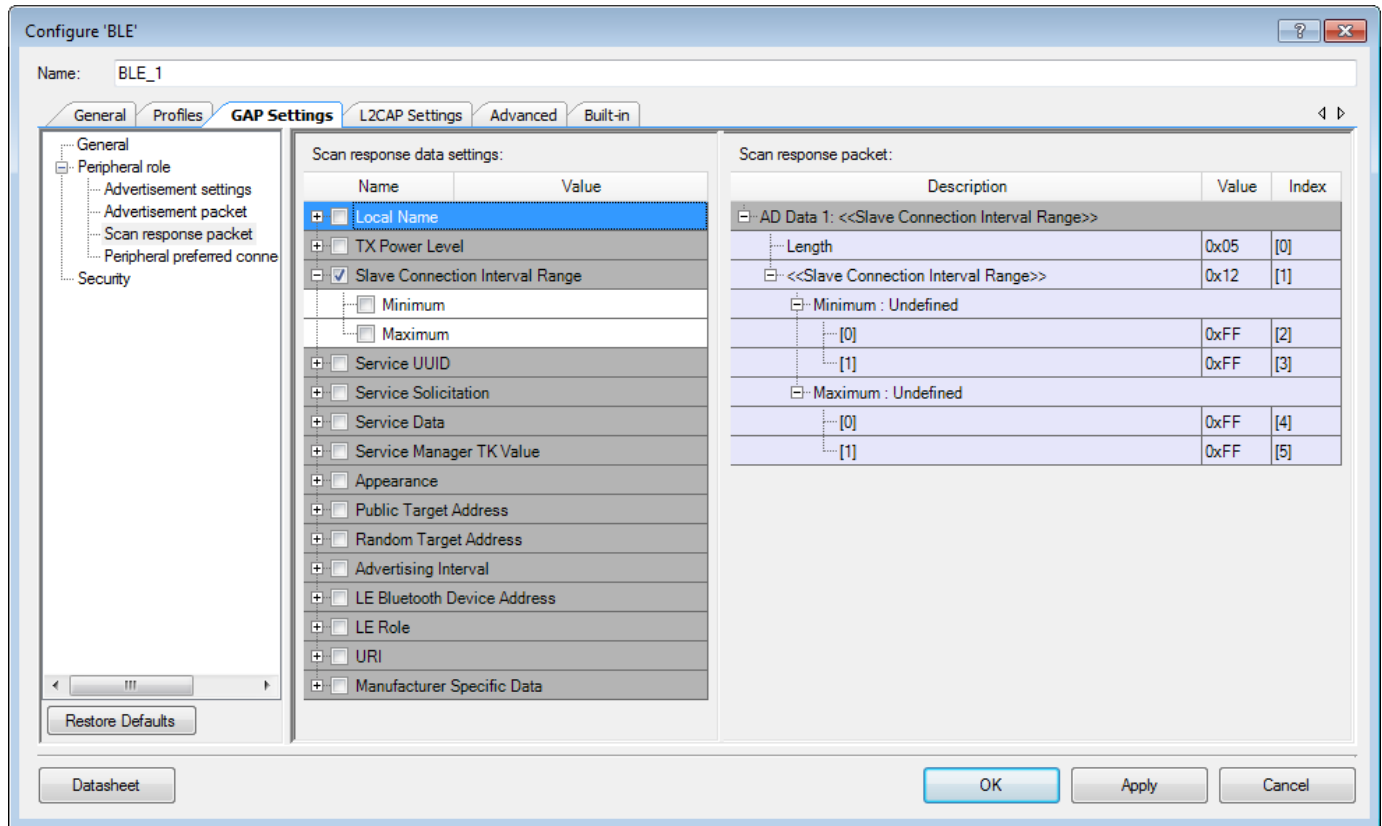 Configure 'BLE'
Name: BLE_1
General Profiles GAP Settings L2CAP Settings Advanced Built-in
General
Peripheral role
Advertisement settings
Advertisement packet
Scan response packet
Peripheral preferred conne
Security
Restore Defaults
Scan response data settings:
Name Value
Local Name
TX Power Level
Slave Connection Interval Range
Minimum
Maximum
Service UUID
Service Solicitation
Service Data
Service Manager TK Value
Appearance
Public Target Address
Random Target Address
Advertising Interval
LE Bluetooth Device Address
LE Role
URI
Manufacturer Specific Data
Scan response packet:
Description Value Index
AD Data 1: <<Slave Connection Interval Range>>
Length 0x05 [0]
<<Slave Connection Interval Range>> 0x12 [1]
Minimum : Undefined
[0] 0xFF [2]
[1] 0xFF [3]
Maximum : Undefined
[0] 0xFF [4]
[1] 0xFF [5]
Datasheet OK Apply Cancel